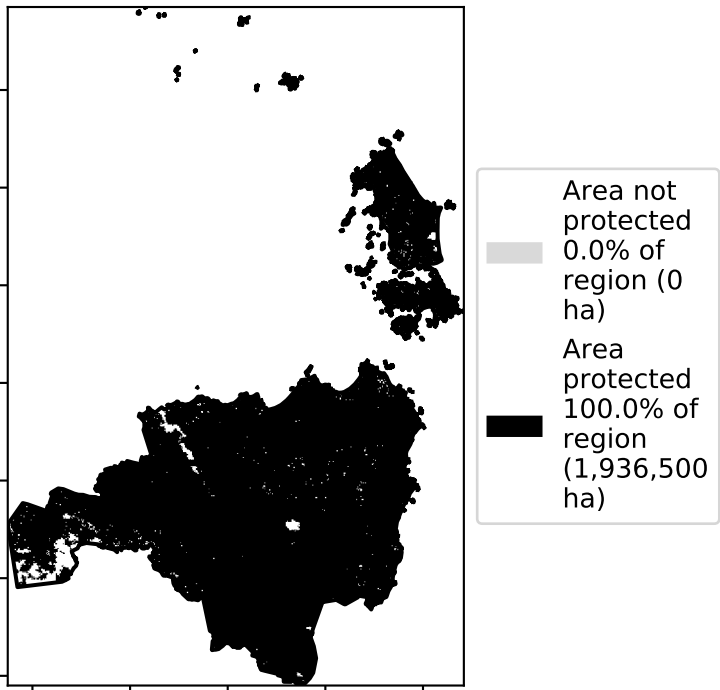 Area not
protected
0.0% of
region (0
ha)
Area
protected
100.0% of
region
(1,936,500
ha)